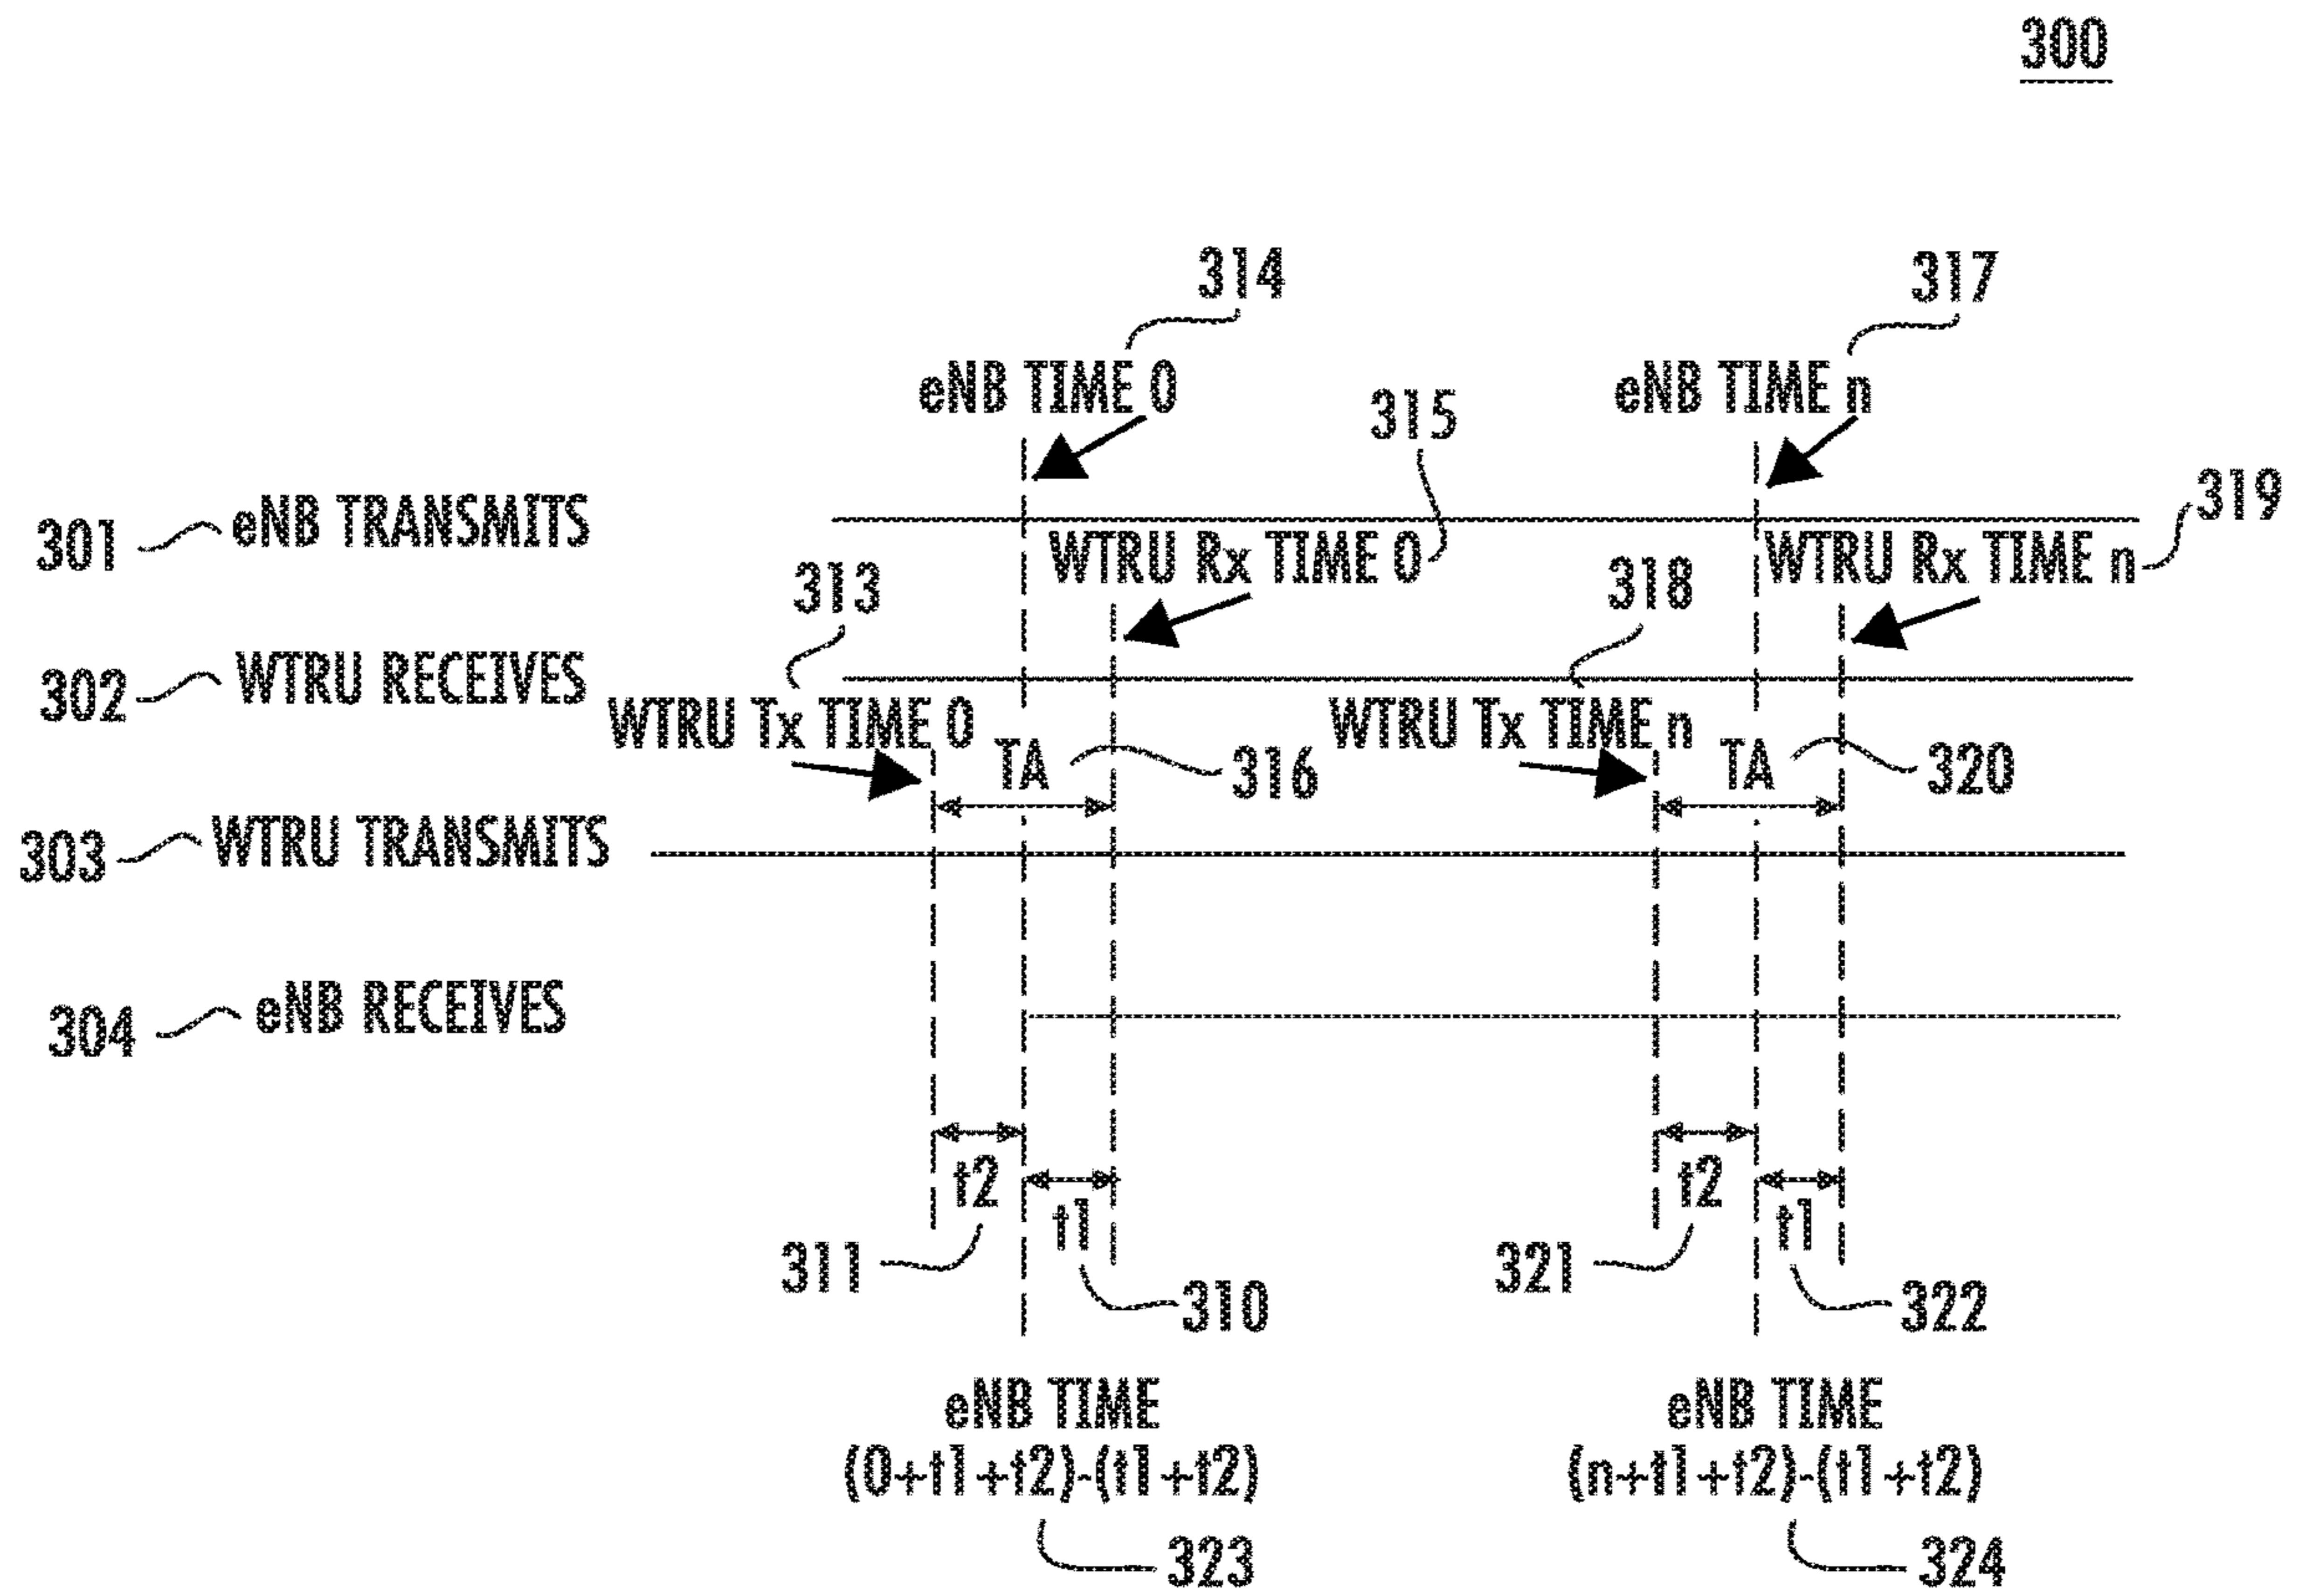 300
314
317
eNB TIME 0
315
eNB TIME n
319
301 eNB TRANSMITS
313
WTRU Rx TIME 0
318
WTRU Rx TIME n
302 WTRU RECEIVES
WTRU Tx TIME 0
TA
316
WTRU Tx TIME n
TA
320
303 WTRU TRANSMITS
304 eNB RECEIVES
t2
t1
t2
t1
311
310
321
322
eNB TIME
(0+t1+t2)-(t1+t2)
323
eNB TIME
(n+t1+t2)-(t1+t2)
324